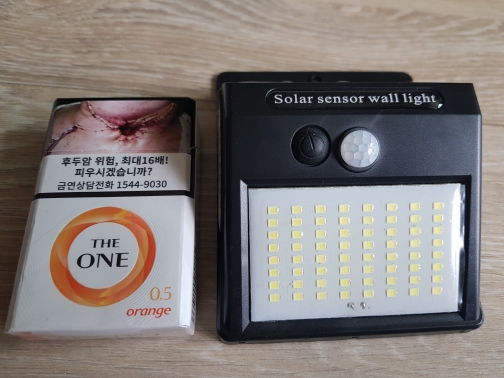 후두암 위험, 최대16배!
피우시겠습니까?
금연상담전화 1544-9030
THE
ONE
0.5
orange
Solar sensor wall light